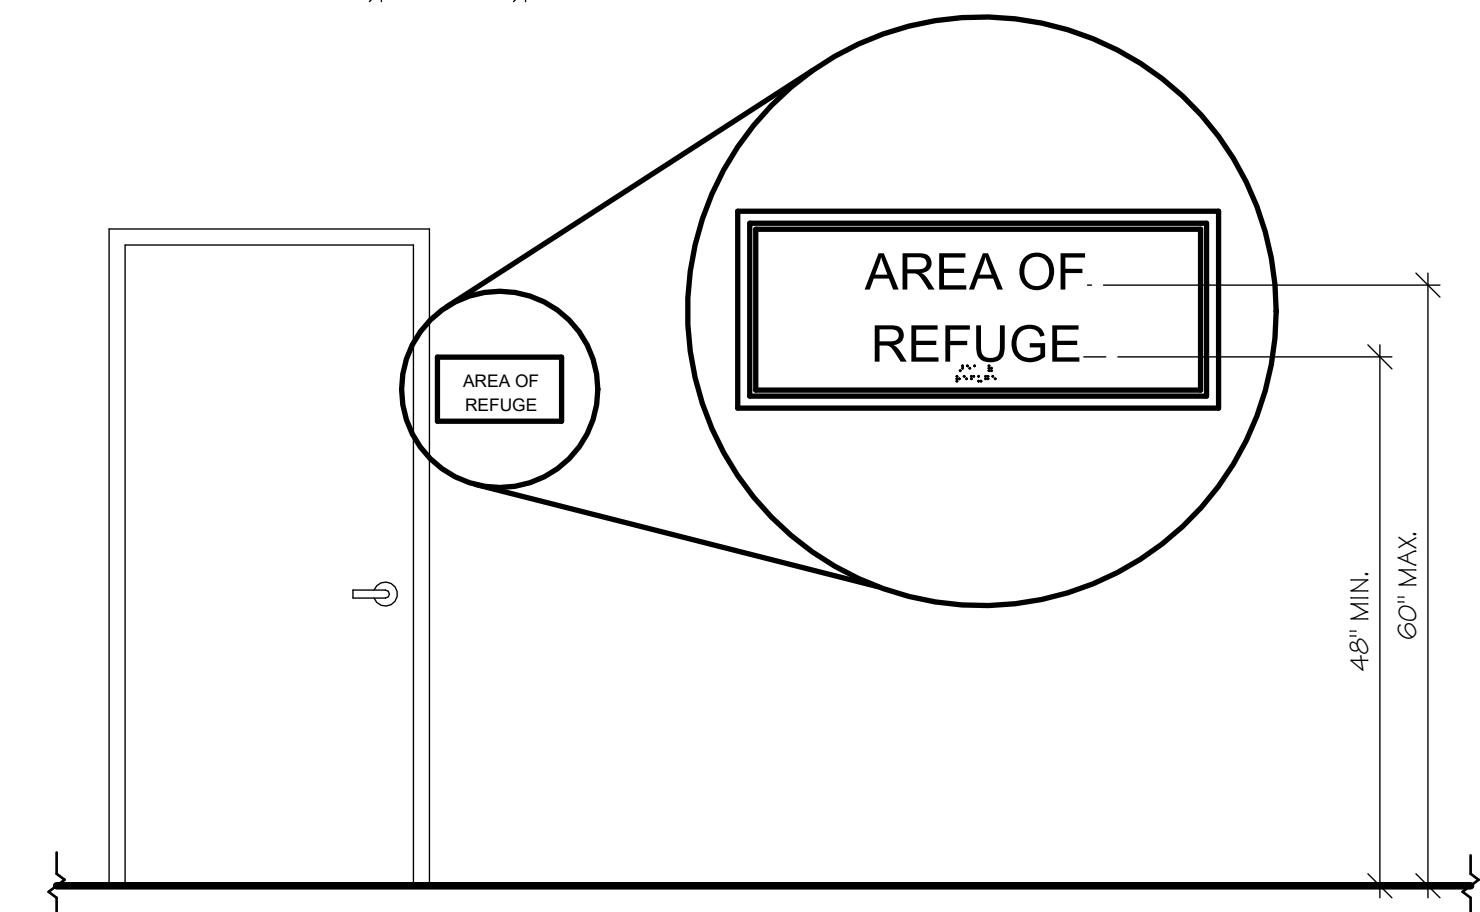 AREA OF
REFUGE
AREA OF
REFUGE
48" MIN.
60" MAX.